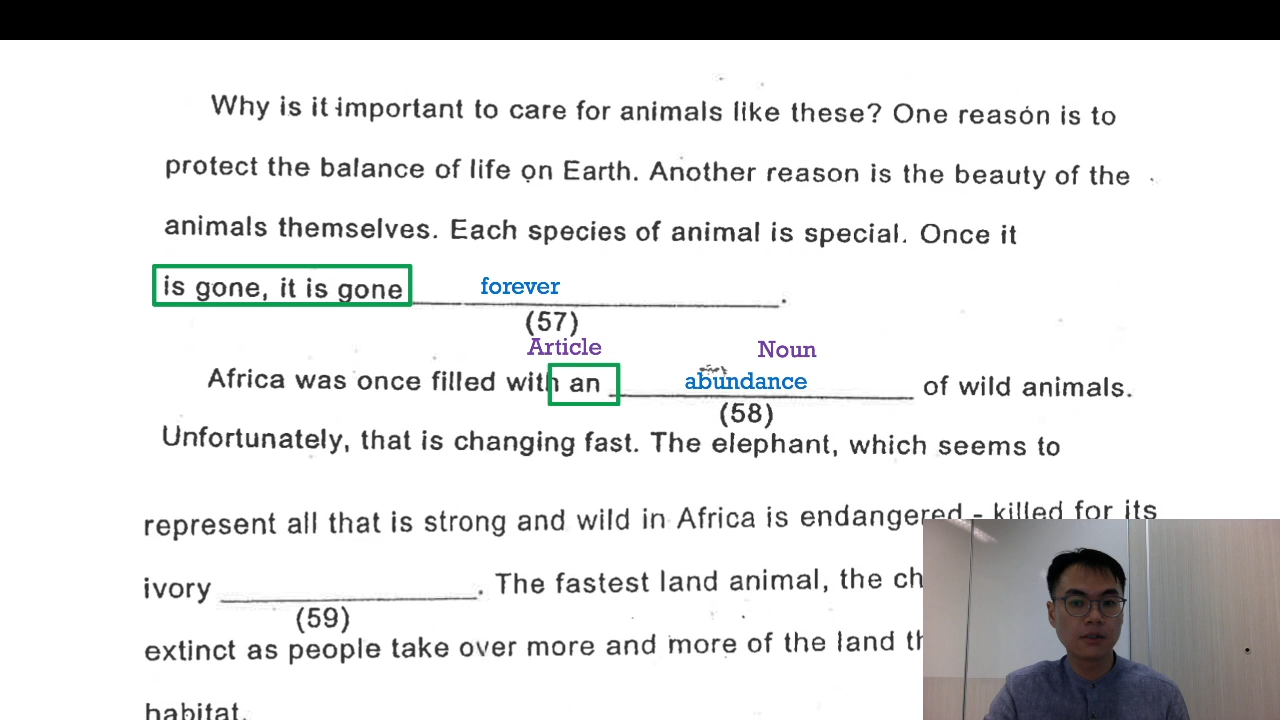 Why is it important to care for animals like these? One reason is to
protect the balance of life on Earth. Another reason is the beauty of the
animals themselves. Each species of animal is special. Once it
is gone, it is gone forever .
(57)
Article Noun
Africa was once filled with an abundance of wild animals.
(58)
Unfortunately, that is changing fast. The elephant, which seems to
represent all that is strong and wild in Africa is endangered - killed for its
ivory . The fastest land animal, the
(59)
extinct as people take over more and more of the land
habitat.